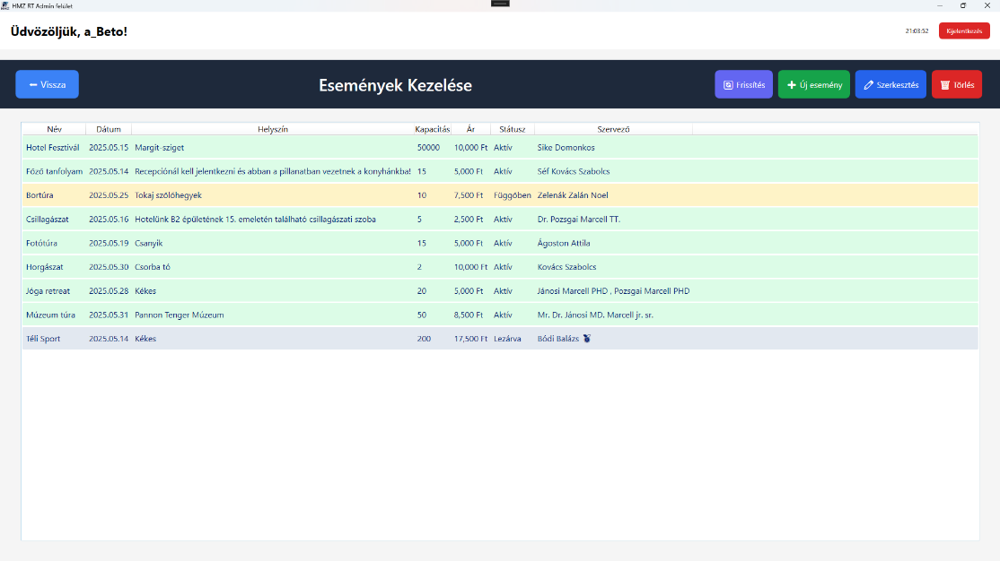 HMZ RT Admin felület
Üdvözöljük, a_Beto!
21:03:52
Kijelentkezés
Vissza
Események Kezelése
Frissítés
Új esemény
Szerkesztés
Törlés
Név Dátum Helyszín Kapacitás Ár Státusz Szervező
Hotel Fesztivál 2025.05.15 Margit-sziget 50000 10,000 Ft Aktív Sike Domonkos
Főző tanfolyam 2025.05.14 Recepciónál kell jelentkezni és abban a pillanatban vezetnek a konyhánkba! 15 5,000 Ft Aktív Séf Kovács Szabolcs
Bortúra 2025.05.25 Tokaj szőlőhegyek 10 7,500 Ft Függőben Zelenák Zalán Noel
Csillagászat 2025.05.16 Hotelünk B2 épületének 15. emeletén található csillagászati szoba 5 2,500 Ft Aktív Dr. Pozsgai Marcell TT.
Fotótúra 2025.05.19 Csanyik 15 5,000 Ft Aktív Ágoston Attila
Horgászat 2025.05.30 Csorba tó 2 10,000 Ft Aktív Kovács Szabolcs
Jóga retreat 2025.05.28 Kékes 20 5,000 Ft Aktív Jánosi Marcell PHD , Pozsgai Marcell PHD
Múzeum túra 2025.05.31 Pannon Tenger Múzeum 50 8,500 Ft Aktív Mr. Dr. Jánosi MD. Marcell jr. sr.
Téli Sport 2025.05.14 Kékes 200 17,500 Ft Lezárva Bódi Balázs